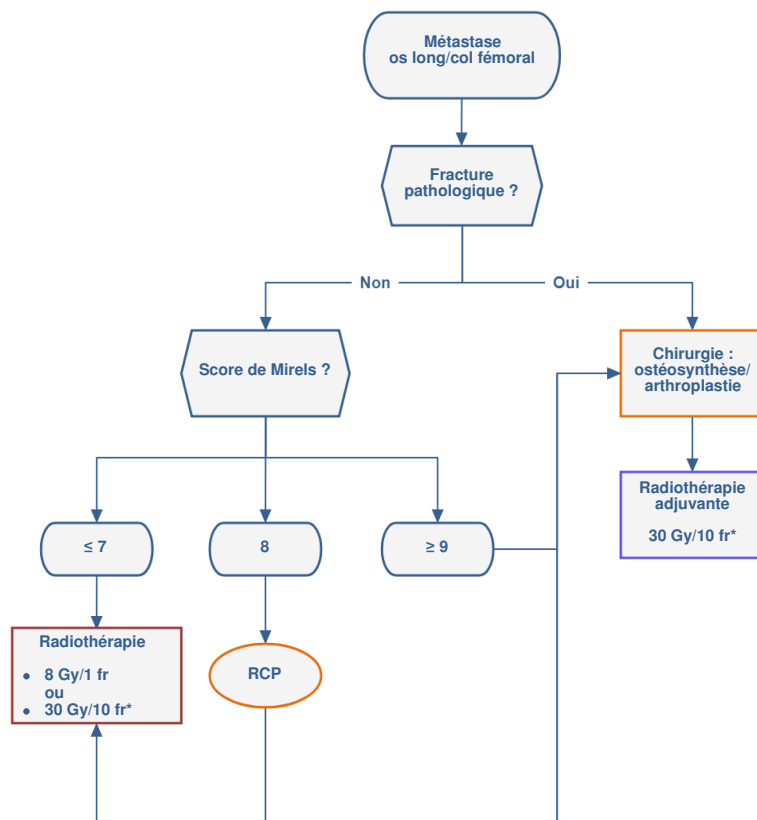 Métastase
os long/col fémoral
Fracture
pathologique ?
Non
Oui
Score de Mirels ?
Chirurgie :
ostéosynthèse/
arthroplastie
Radiothérapie
adjuvante
30 Gy/10 fr*
≤ 7
8
≥ 9
Radiothérapie
• 8 Gy/1 fr
ou
• 30 Gy/10 fr*
RCP